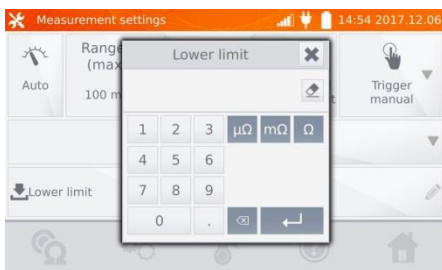 Measurement settings 14:54 2017.12.06
Auto
Range
(max
100 m
Lower limit
Trigger
manual
1 2 3 µΩ mΩ Ω
4 5 6
7 8 9
0 .
Lower limit